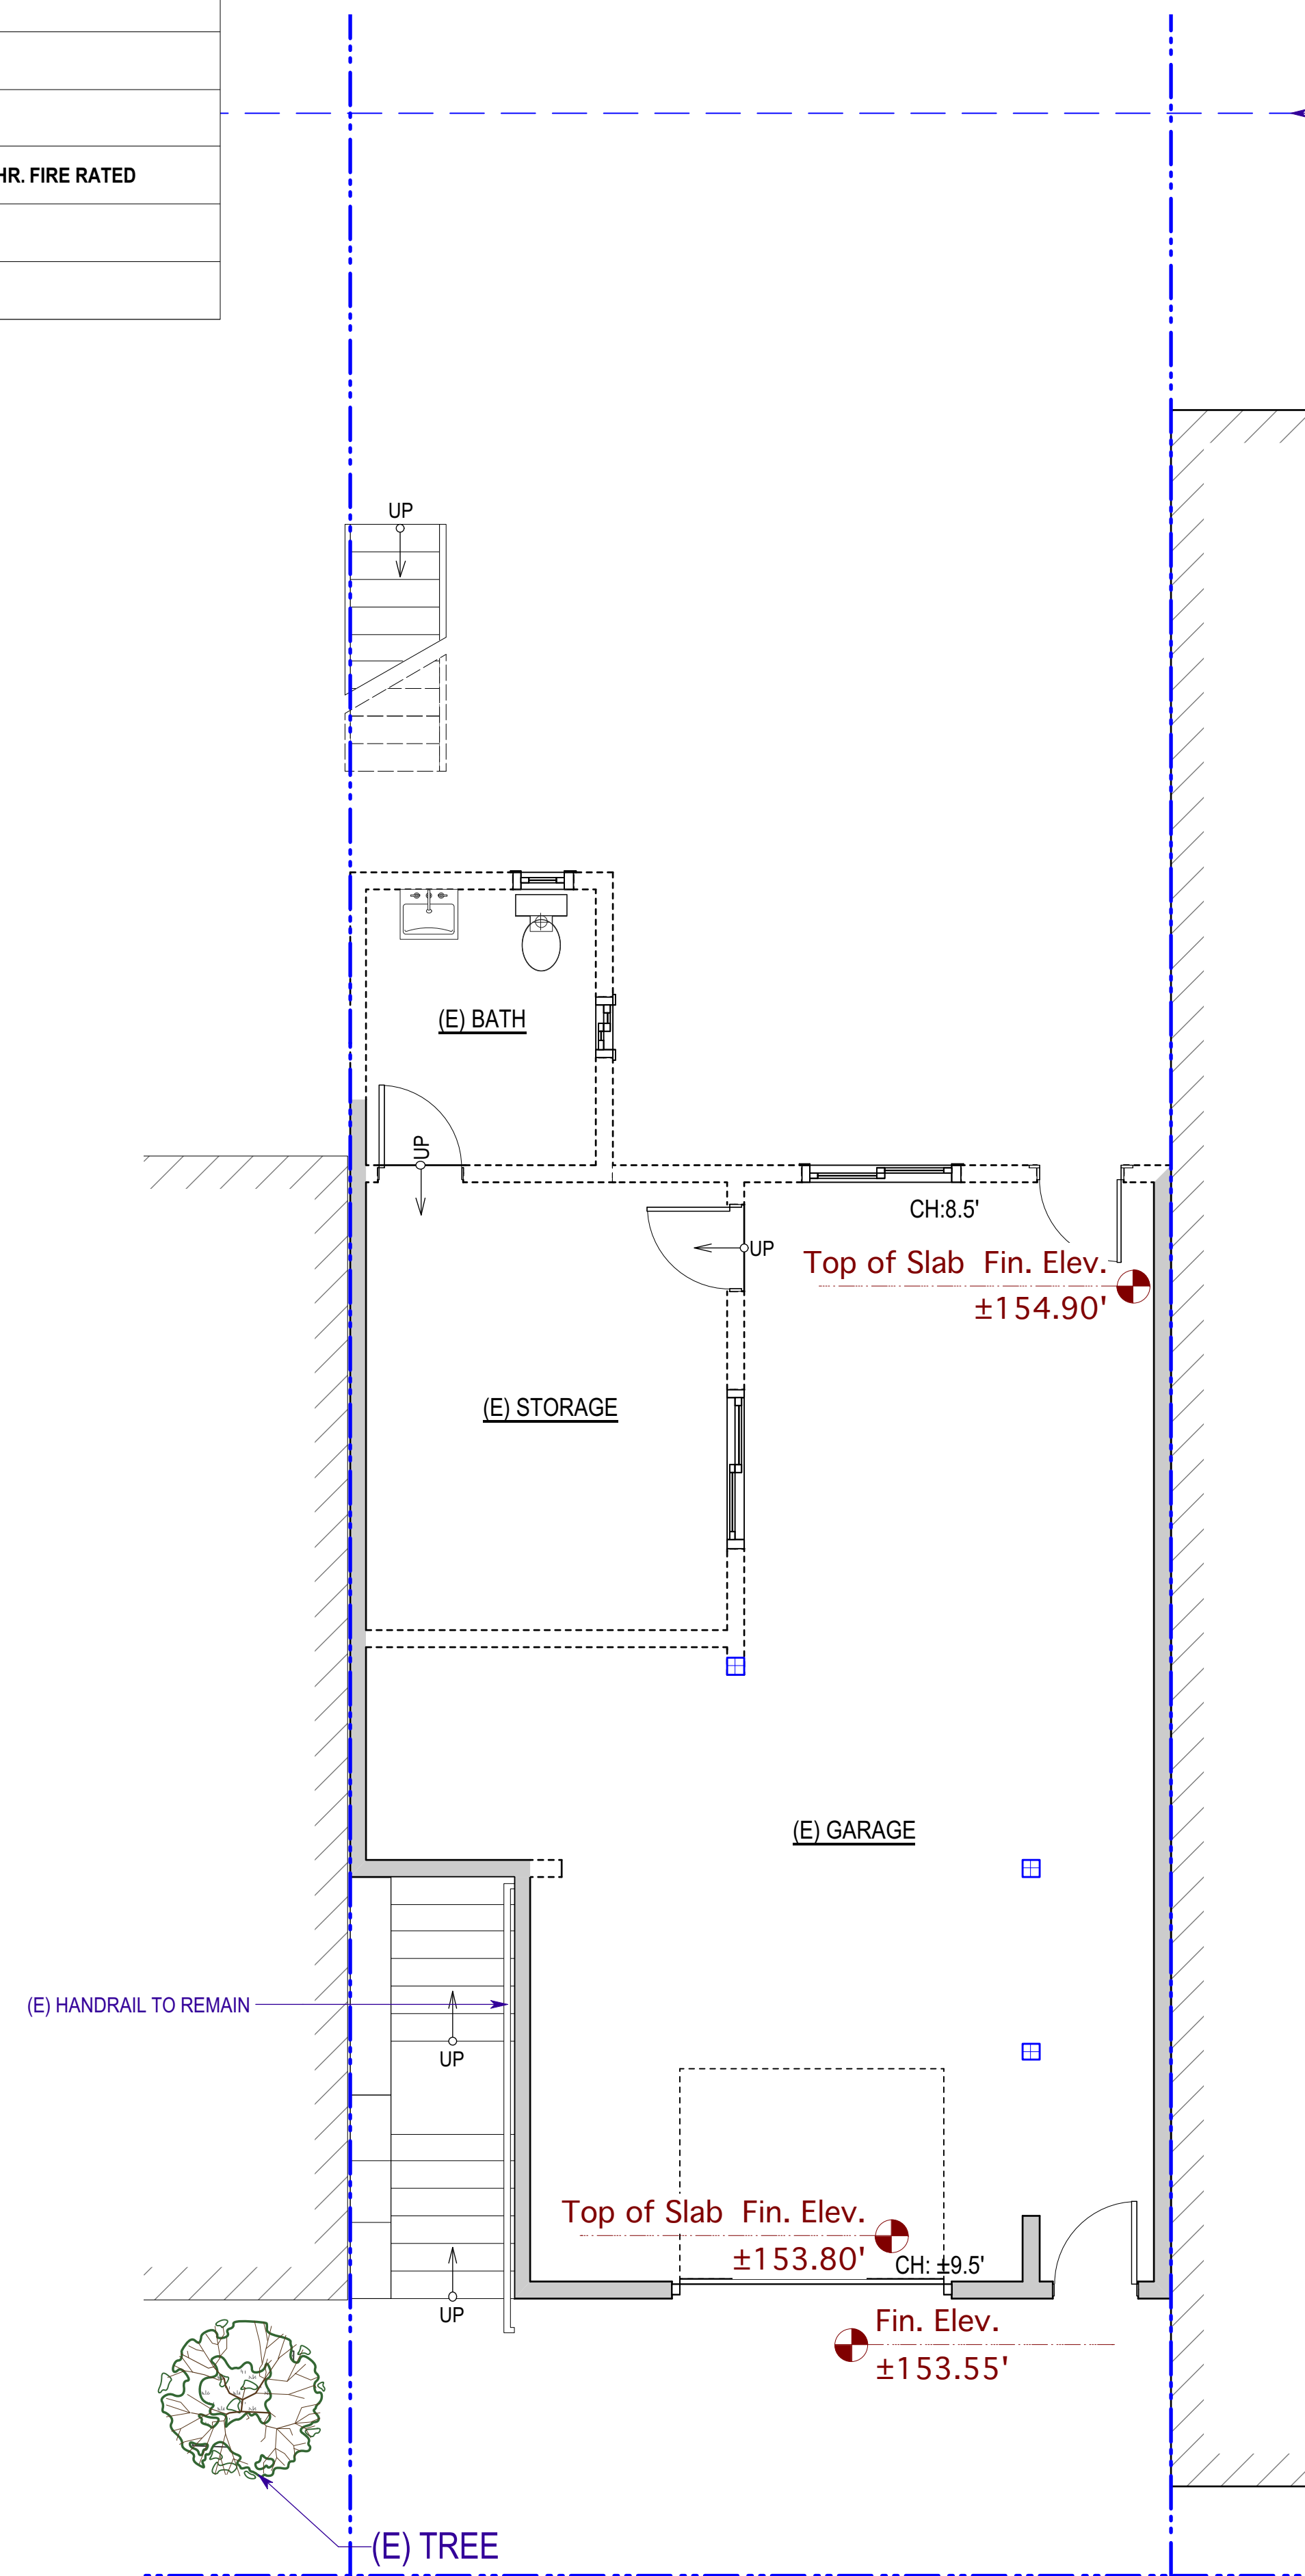 HR. FIRE RATED
UP
(E) BATH
UP
CH:8.5'
UP
Top of Slab Fin. Elev.
±154.90'
(E) STORAGE
(E) GARAGE
(E) HANDRAIL TO REMAIN
UP
Top of Slab Fin. Elev.
±153.80'
CH: ±9.5'
UP
Fin. Elev.
±153.55'
(E) TREE